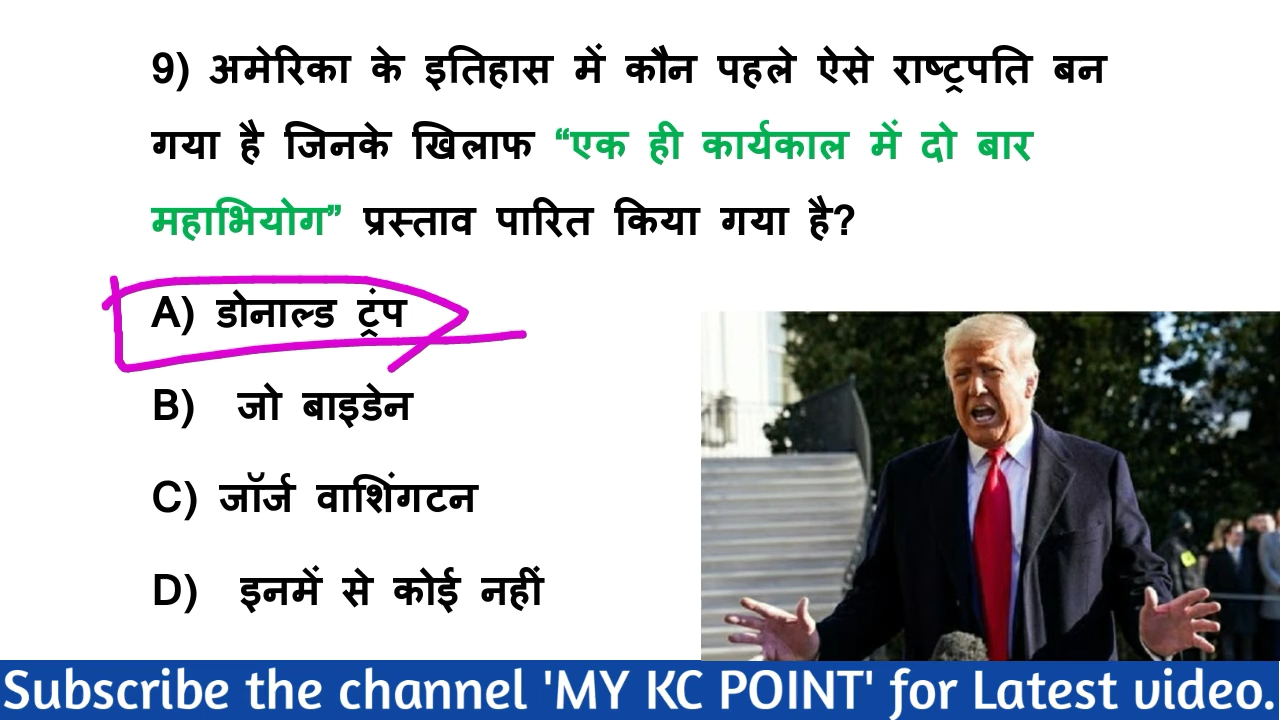 9) अमेरिका के इतिहास में कौन पहले ऐसे राष्ट्रपति बन
गया है जिनके खिलाफ “एक ही कार्यकाल में दो बार
महाभियोग” प्रस्ताव पारित किया गया है?
A) डोनाल्ड ट्रंप
B) जो बाइडेन
C) जॉर्ज वाशिंगटन
D) इनमें से कोई नहीं
Subscribe the channel 'MY KC POINT' for Latest video.